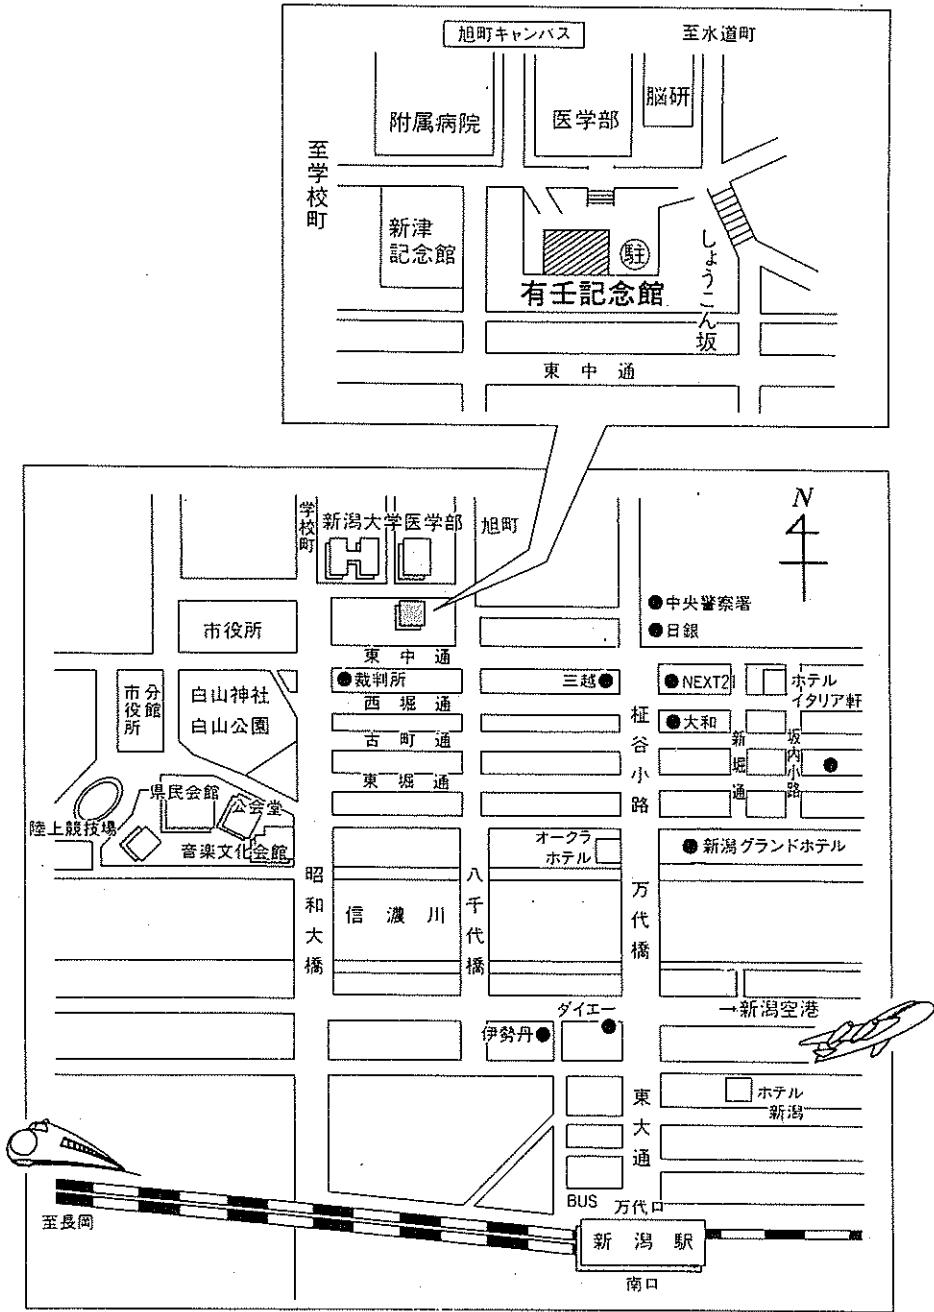 旭町キャンパス
至水道町
附属病院
医学部
脳研
至学校町
新津
記念館
駐
有壬記念館
しょうこん坂
東中通
学校町
新潟大学医学部
旭町
N
中央警察署
日銀
市役所
東中通
裁判所
三越
NEXT21
ホテル
イタリア軒
市役所
分館
白山神社
白山公園
西堀通
大和
柾谷小路
新堀通
坂内小路
古町通
東堀通
県民会館
公会堂
陸上競技場
音楽文化会館
オークラ
ホテル
新潟グランドホテル
昭和大橋
信濃川
八千代橋
万代橋
→新潟空港
ダイエー
伊勢丹
ホテル
新潟
東大通
BUS
万代口
至長岡
新潟駅
南口